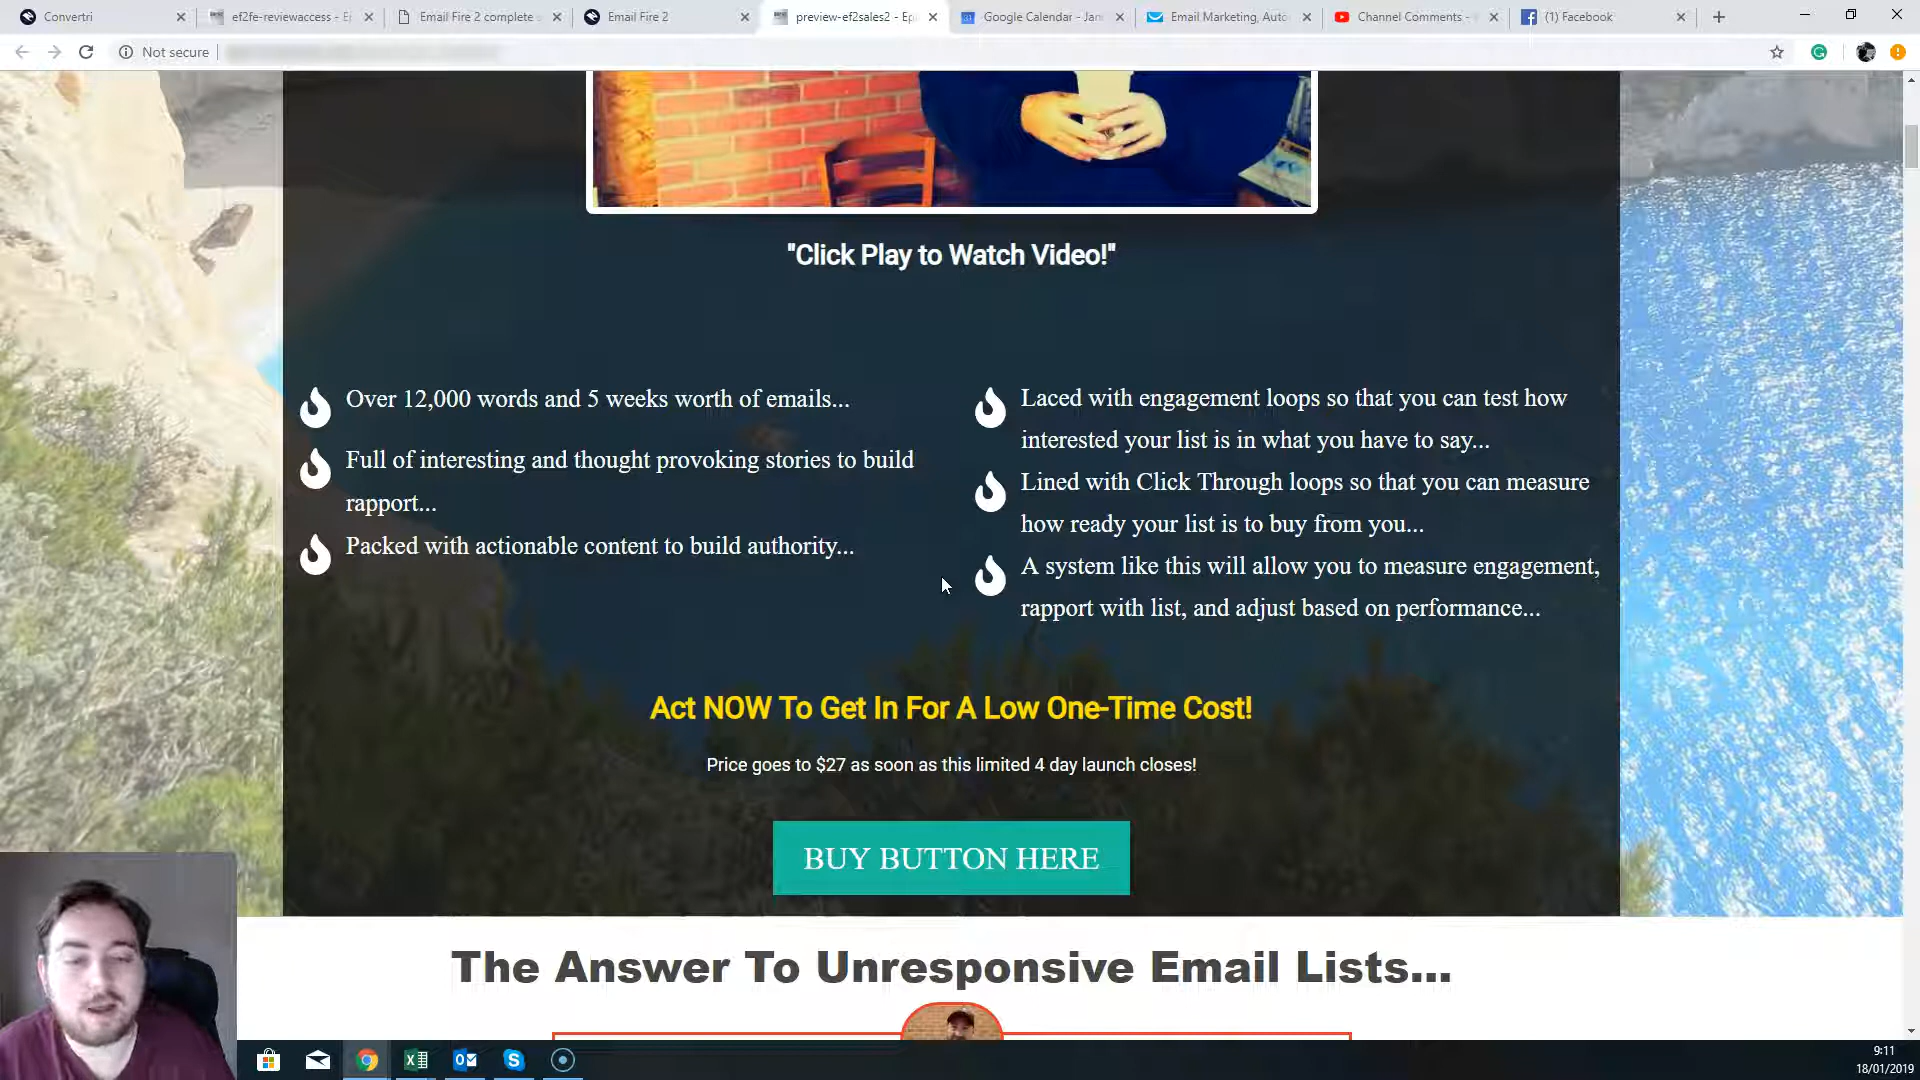 Convertri
ef2fe-reviewaccess - Ep
Email Fire 2 complete
Email Fire 2
preview-ef2sales2 - Ep
Google Calendar - Jan
Email Marketing, Auto
Channel Comments -
(1) Facebook
Not secure
"Click Play to Watch Video!"
Over 12,000 words and 5 weeks worth of emails...
Full of interesting and thought provoking stories to build
rapport...
Packed with actionable content to build authority...
Laced with engagement loops so that you can test how
interested your list is in what you have to say...
Lined with Click Through loops so that you can measure
how ready your list is to buy from you...
A system like this will allow you to measure engagement,
rapport with list, and adjust based on performance...
Act NOW To Get In For A Low One-Time Cost!
Price goes to $27 as soon as this limited 4 day launch closes!
BUY BUTTON HERE
The Answer To Unresponsive Email Lists...
9:11
18/01/2019